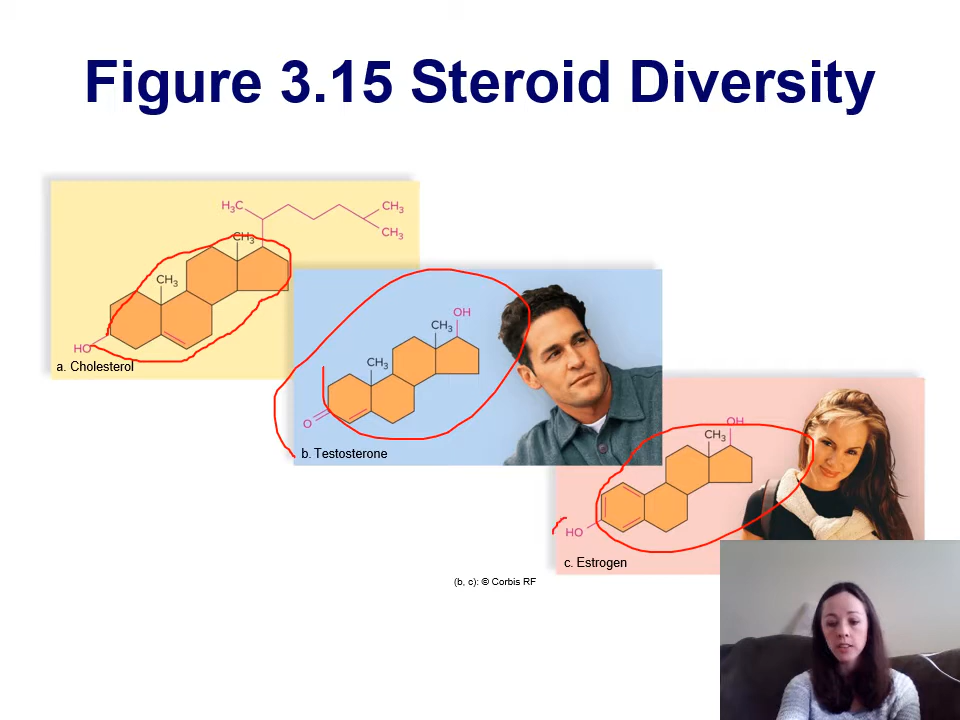 Figure 3.15 Steroid Diversity
H₃C
CH₃
CH₃
CH₃
CH₃
HO
a. Cholesterol
OH
CH₃
CH₃
O
b. Testosterone
OH
CH₃
HO
c. Estrogen
(b, c): © Corbis RF